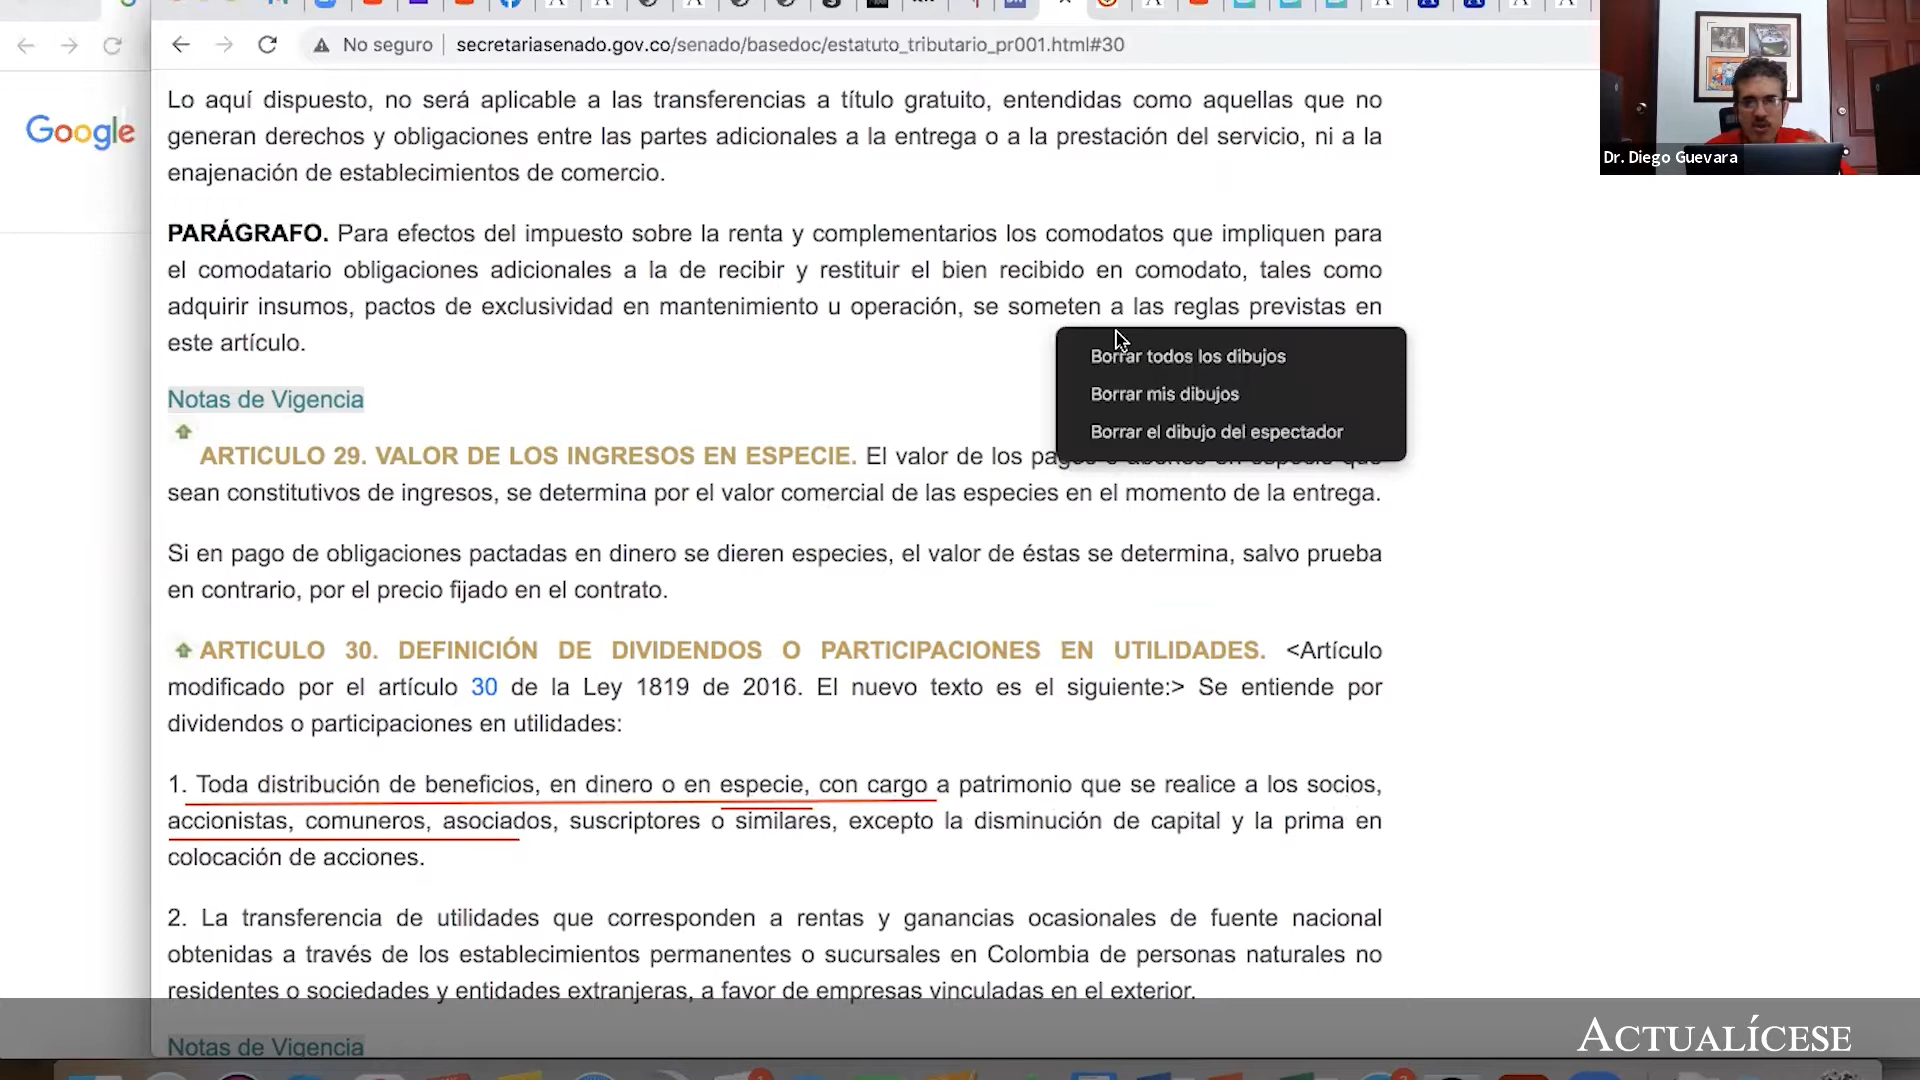 No seguro
secretariasenado.gov.co/senado/basedoc/estatuto_tributario_pr001.html#30
Google
Dr. Diego Guevara
Lo aquí dispuesto, no será aplicable a las transferencias a título gratuito, entendidas como aquellas que no
generan derechos y obligaciones entre las partes adicionales a la entrega o a la prestación del servicio, ni a la
enajenación de establecimientos de comercio.
PARÁGRAFO. Para efectos del impuesto sobre la renta y complementarios los comodatos que impliquen para
el comodatario obligaciones adicionales a la de recibir y restituir el bien recibido en comodato, tales como
adquirir insumos, pactos de exclusividad en mantenimiento u operación, se someten a las reglas previstas en
este artículo.
Borrar todos los dibujos
Borrar mis dibujos
Borrar el dibujo del espectador
Notas de Vigencia
ARTICULO 29. VALOR DE LOS INGRESOS EN ESPECIE. El valor de los
sean constitutivos de ingresos, se determina por el valor comercial de las especies en el momento de la entrega.
Si en pago de obligaciones pactadas en dinero se dieren especies, el valor de éstas se determina, salvo prueba
en contrario, por el precio fijado en el contrato.
ARTICULO 30. DEFINICIÓN DE DIVIDENDOS O PARTICIPACIONES EN UTILIDADES. <Artículo
modificado por el artículo 30 de la Ley 1819 de 2016. El nuevo texto es el siguiente:> Se entiende por
dividendos o participaciones en utilidades:
1. Toda distribución de beneficios, en dinero o en especie, con cargo a patrimonio que se realice a los socios,
accionistas, comuneros, asociados, suscriptores o similares, excepto la disminución de capital y la prima en
colocación de acciones.
2. La transferencia de utilidades que corresponden a rentas y ganancias ocasionales de fuente nacional
obtenidas a través de los establecimientos permanentes o sucursales en Colombia de personas naturales no
residentes o sociedades y entidades extranjeras, a favor de empresas vinculadas en el exterior.
Notas de Vigencia
ACTUALÍCESE